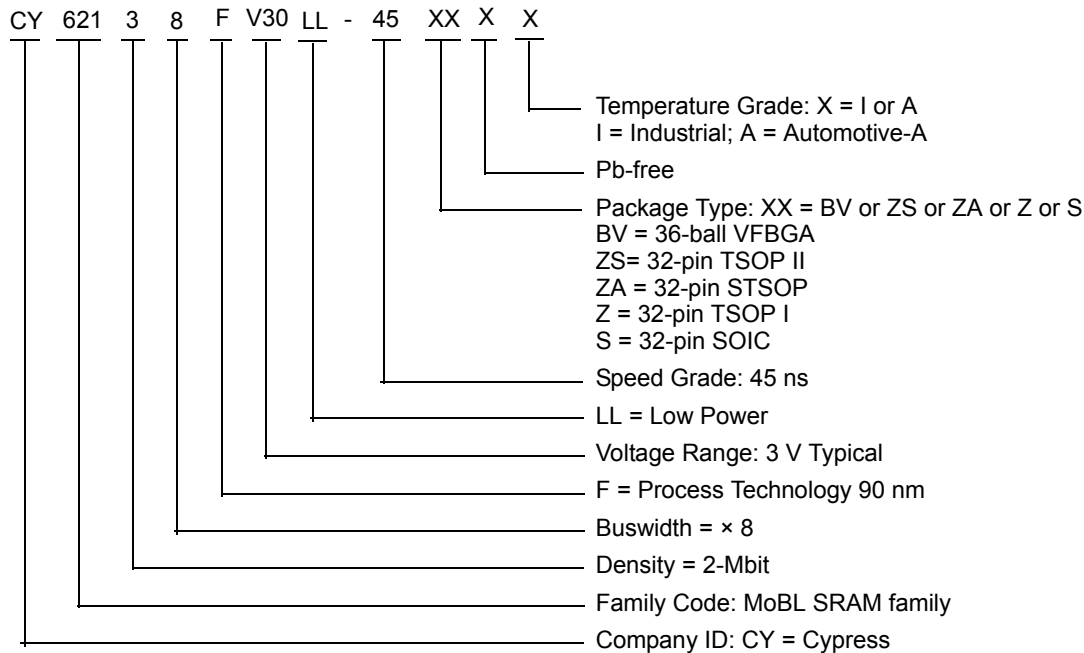 CY 621 3 8 F V30 LL - 45 XX X X
Temperature Grade: X = I or A
I = Industrial; A = Automotive-A
Pb-free
Package Type: XX = BV or ZS or ZA or Z or S
BV = 36-ball VFBGA
ZS= 32-pin TSOP II
ZA = 32-pin STSOP
Z = 32-pin TSOP I
S = 32-pin SOIC
Speed Grade: 45 ns
LL = Low Power
Voltage Range: 3 V Typical
F = Process Technology 90 nm
Buswidth = × 8
Density = 2-Mbit
Family Code: MoBL SRAM family
Company ID: CY = Cypress